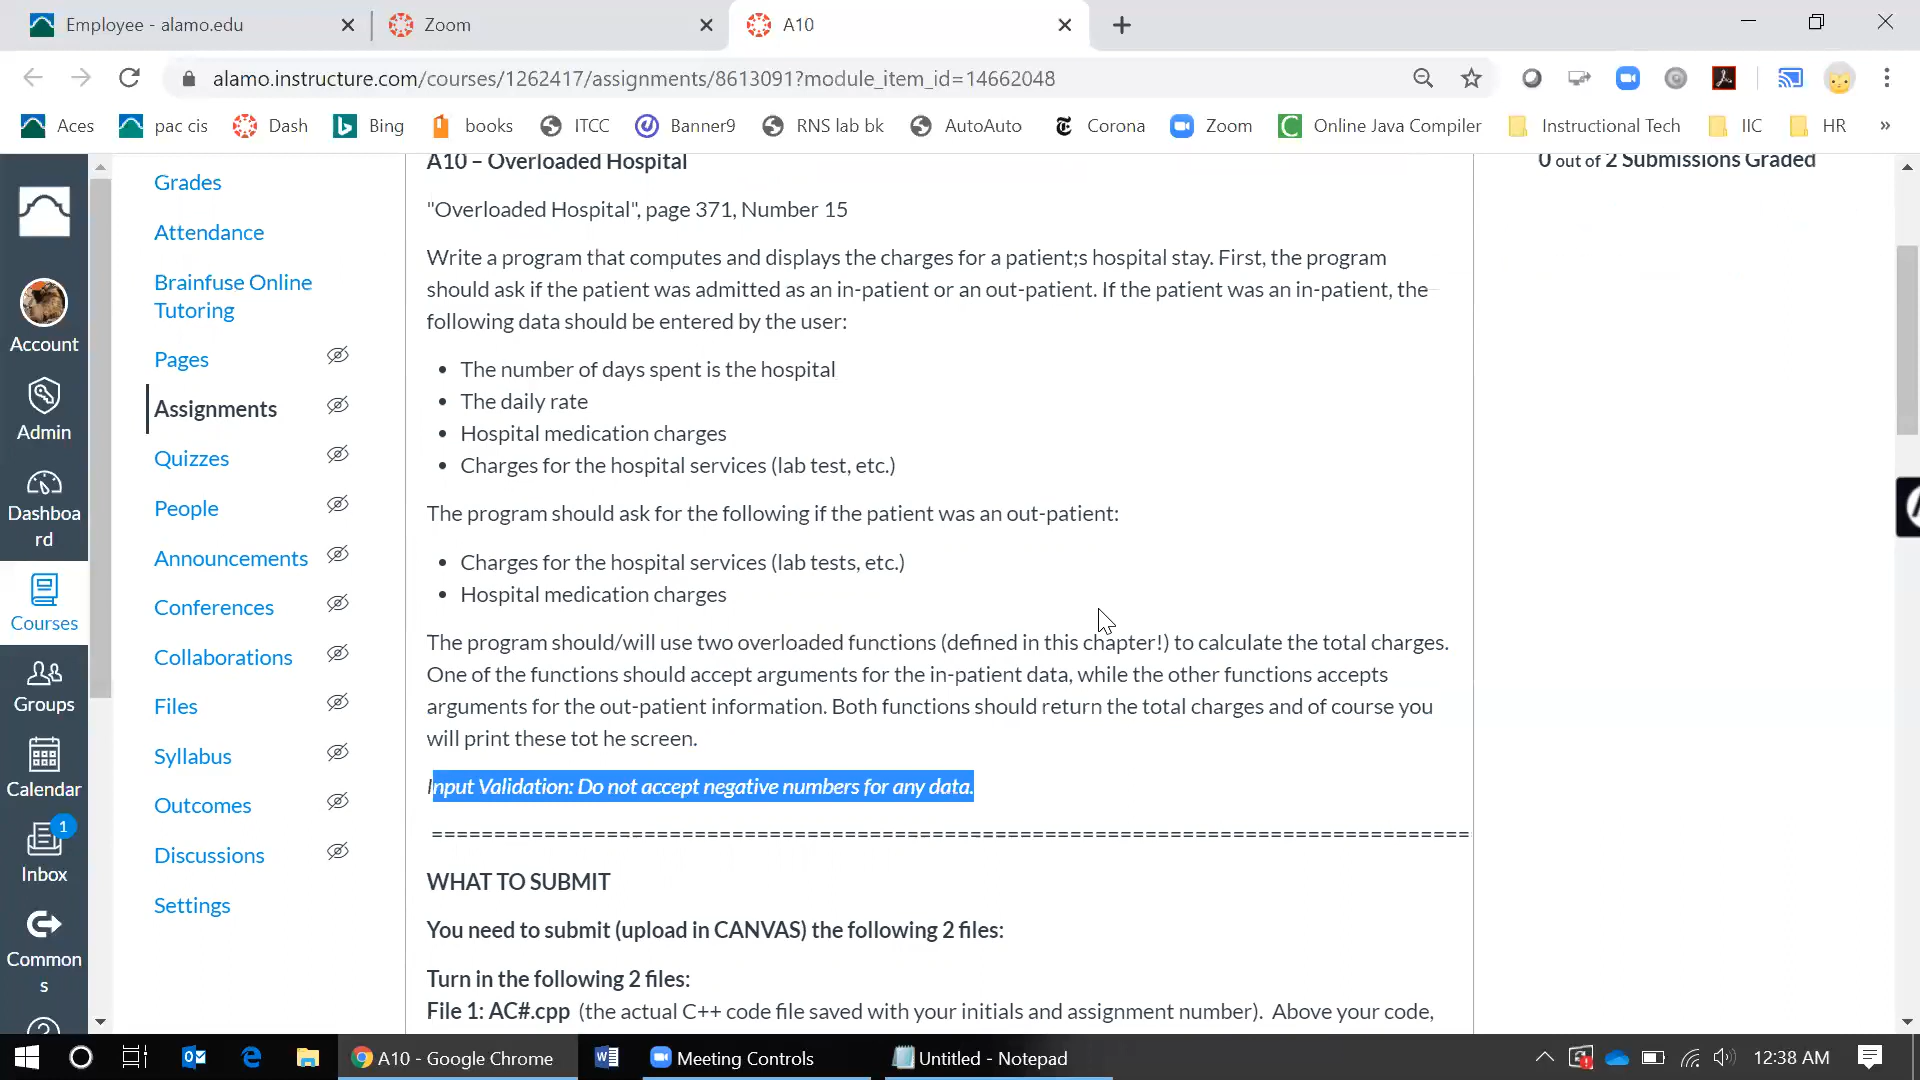 Employee - alamo.edu
Zoom
A10
alamo.instructure.com/courses/1262417/assignments/8613091?module_item_id=14662048
Aces
pac cis
Dash
Bing
books
ITCC
Banner9
RNS lab bk
AutoAuto
Corona
Zoom
Online Java Compiler
Instructional Tech
IIC
HR
»
Account
Admin
Dashboa
rd
Courses
Groups
Calendar
1
Inbox
Common
s
Grades
Attendance
Brainfuse Online
Tutoring
Pages
Assignments
Quizzes
People
Announcements
Conferences
Collaborations
Files
Syllabus
Outcomes
Discussions
Settings
A10 – Overloaded Hospital
"Overloaded Hospital", page 371, Number 15
Write a program that computes and displays the charges for a patient;s hospital stay. First, the program
should ask if the patient was admitted as an in-patient or an out-patient. If the patient was an in-patient, the
following data should be entered by the user:
• The number of days spent is the hospital
• The daily rate
• Hospital medication charges
• Charges for the hospital services (lab test, etc.)
The program should ask for the following if the patient was an out-patient:
• Charges for the hospital services (lab tests, etc.)
• Hospital medication charges
The program should/will use two overloaded functions (defined in this chapter!) to calculate the total charges.
One of the functions should accept arguments for the in-patient data, while the other functions accepts
arguments for the out-patient information. Both functions should return the total charges and of course you
will print these tot he screen.
Input Validation: Do not accept negative numbers for any data.
===================================================================================
WHAT TO SUBMIT
You need to submit (upload in CANVAS) the following 2 files:
Turn in the following 2 files:
File 1: AC#.cpp (the actual C++ code file saved with your initials and assignment number). Above your code,
0 out of 2 Submissions Graded
A10 - Google Chrome
Meeting Controls
Untitled - Notepad
12:38 AM